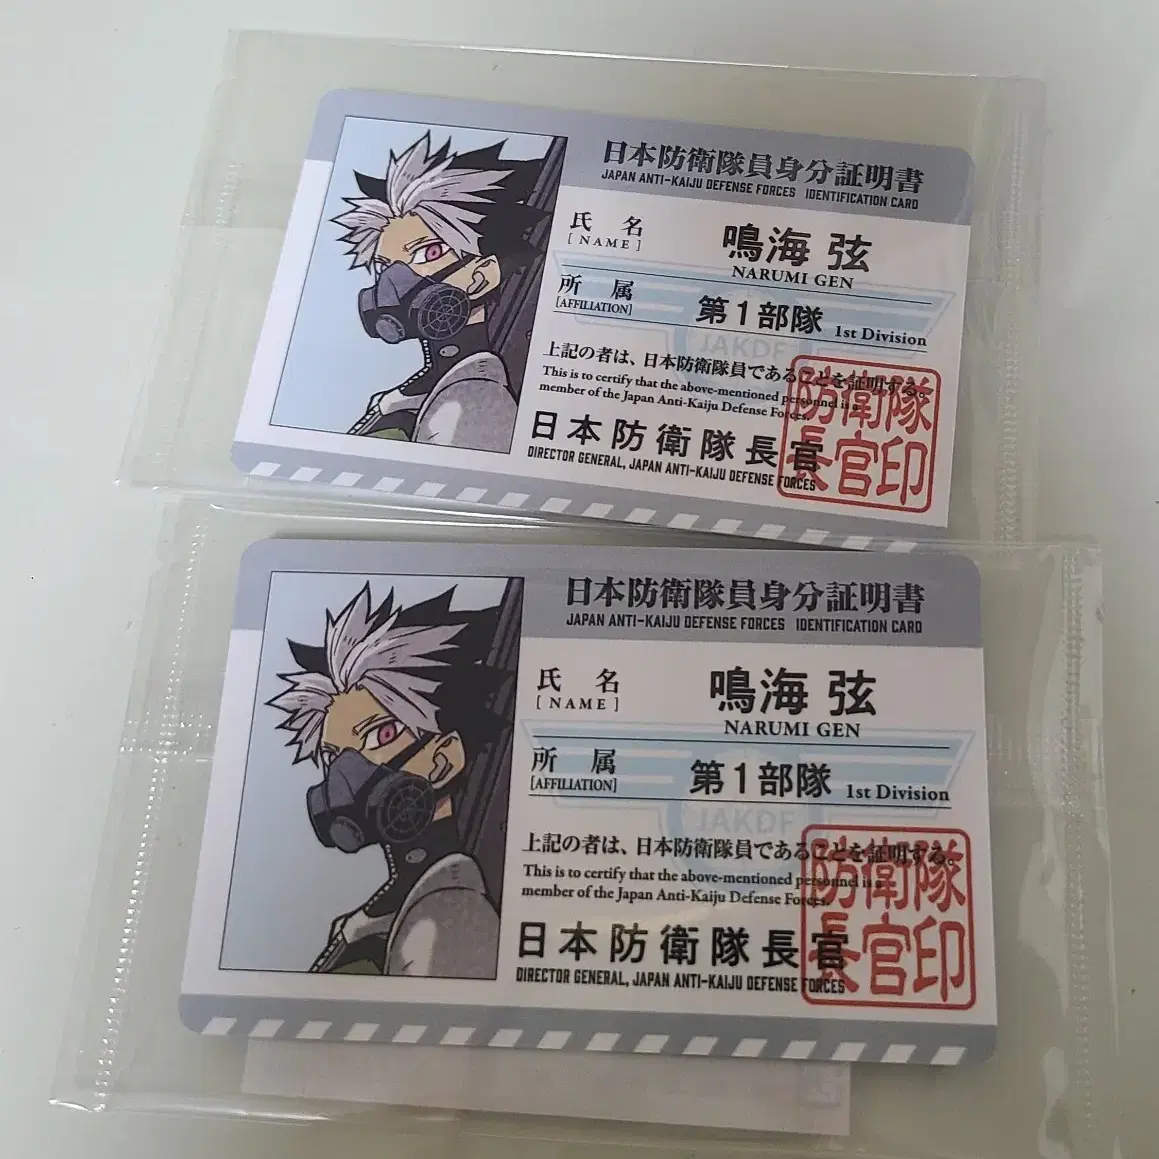 日本防衛隊員身分証明書
JAPAN ANTI-KAIJU DEFENSE FORCES IDENTIFICATION CARD
氏 名
[ NAME ]
鳴海 弦
NARUMI GEN
所 属
[AFFILIATION]
第1部隊 1st Division
JAKDF
上記の者は、日本防衛隊員であることを証明する。
This is to certify that the above-mentioned personnel is a
member of the Japan Anti-Kaiju Defense Forces.
日本防衛隊長官
DIRECTOR GENERAL, JAPAN ANTI-KAIJU DEFENSE FORCES
防衛隊
長官印
日本防衛隊員身分証明書
JAPAN ANTI-KAIJU DEFENSE FORCES IDENTIFICATION CARD
氏 名
[ NAME ]
鳴海 弦
NARUMI GEN
所 属
[AFFILIATION]
第1部隊 1st Division
JAKDF
上記の者は、日本防衛隊員であることを証明する。
This is to certify that the above-mentioned personnel is a
member of the Japan Anti-Kaiju Defense Forces.
日本防衛隊長官
DIRECTOR GENERAL, JAPAN ANTI-KAIJU DEFENSE FORCES
防衛隊
長官印